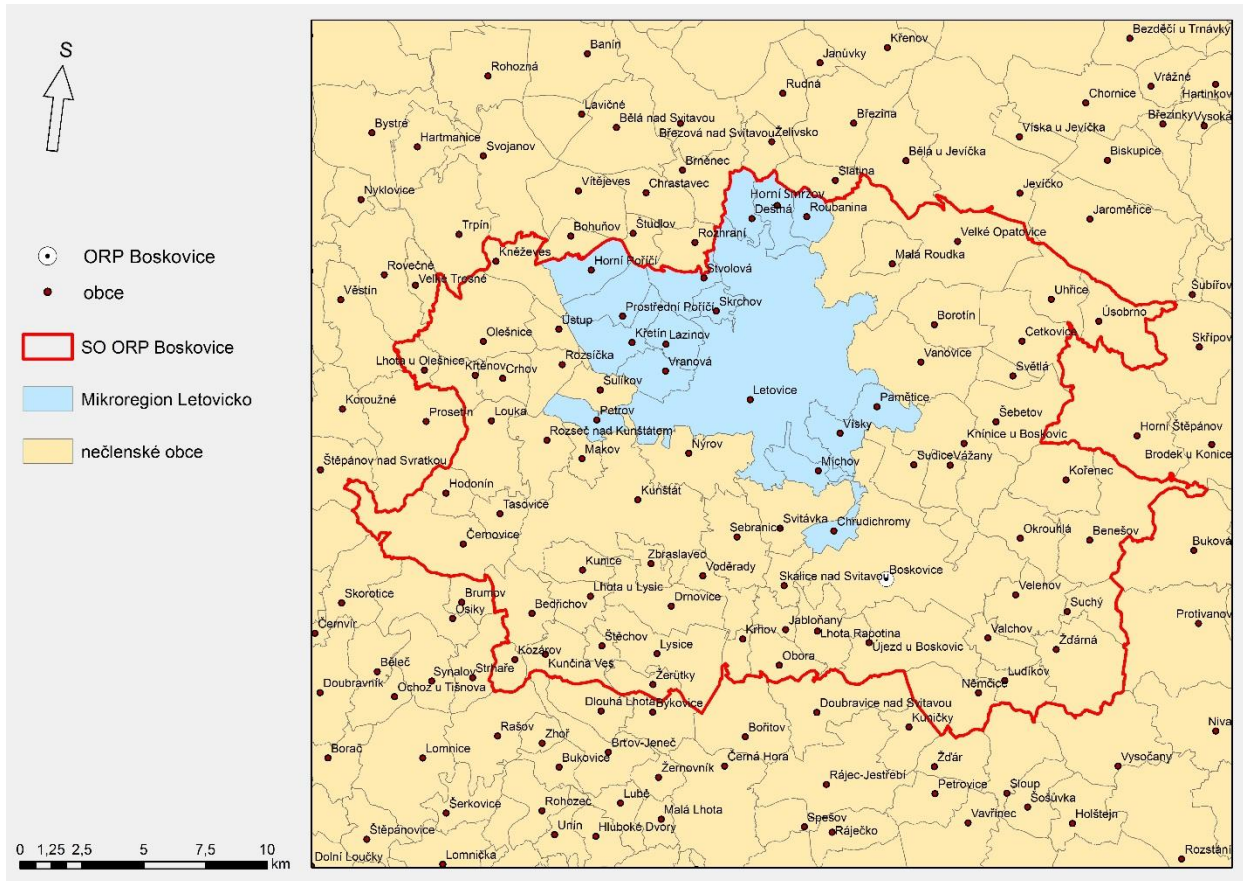 S
ORP Boskovice
obce
SO ORP Boskovice
Mikroregion Letovicko
nečlenské obce
0 1,25 2,5 5 7,5 10
km
Bezděčí u Trnávky
Křenov
Banín
Janůvky
Rohozná
Vrážné
Rudná
Hartinkov
Chornice
Lavičné
Bělá nad Svitavou
Březina
Březinky
Vysoká
Bystré
Březová nad Svitavou
Želivsko
Víska u Jevíčka
Hartmanice
Svojanov
Brněnec
Bělá u Jevíčka
Biskupice
Slatina
Vítějeves
Chrastavec
Horní Smržov
Jevíčko
Nyklovice
Deštná
Roubanina
Jaroměřice
Trpín
Bohuňov
Študlov
Rozhraní
Velké Opatovice
Kněževes
Malá Roudka
Horní Poříčí
Rovečné
Stvolová
Velké Tresné
Šubířov
Věstín
Uhřice
Prostřední Poříčí
Skrchov
Úsobrno
Ústup
Borotín
Olešnice
Křetín
Lazinov
Cetkovice
Skřípov
Lhota u Olešnice
Rozsíčka
Vanovice
Křtěnov
Crhov
Vranová
Světlá
Sulíkov
Letovice
Pamětice
Koroužné
Prosetín
Louka
Petrov
Šebetov
Vísky
Horní Štěpánov
Rozseč nad Kunštátem
Knínice u Boskovic
Makov
Nýrov
Brodek u Konice
Štěpánov nad Svratkou
Míchov
Sudice
Vážany
Kořenec
Hodonín
Kunštát
Tasovice
Sebranice
Svitávka
Chrudichromy
Okrouhlá
Benešov
Černovice
Buková
Zbraslavec
Kunice
Voděrady
Skalice nad Svitavou
Boskovice
Lhota u Lysic
Velenov
Skorotice
Brumov
Drnovice
Suchý
Osiky
Bedřichov
Protivanov
Jabloňany
Černvír
Krhov
Lhota Rapotina
Valchov
Štěchov
Újezd u Boskovic
Žďárná
Lysice
Kozárov
Kunčina Ves
Obora
Běleč
Synalov
Strhaře
Žerůtky
Ludíkov
Doubravník
Ochoz u Tišnova
Němčice
Dlouhá Lhota
Býkovice
Doubravice nad Svitavou
Kuničky
Niva
Rašov
Zhoř
Bořitov
Borač
Lomnice
Brťov-Jeneč
Bukovice
Černá Hora
Žďár
Vysočany
Žernovník
Rájec-Jestřebí
Petrovice
Sloup
Lubě
Šošůvka
Šerkovice
Rohozec
Malá Lhota
Vavřinec
Holštejn
Štěpánovice
Unín
Hluboké Dvory
Spešov
Ráječko
Dolní Loučky
Lomnička
Rozstání